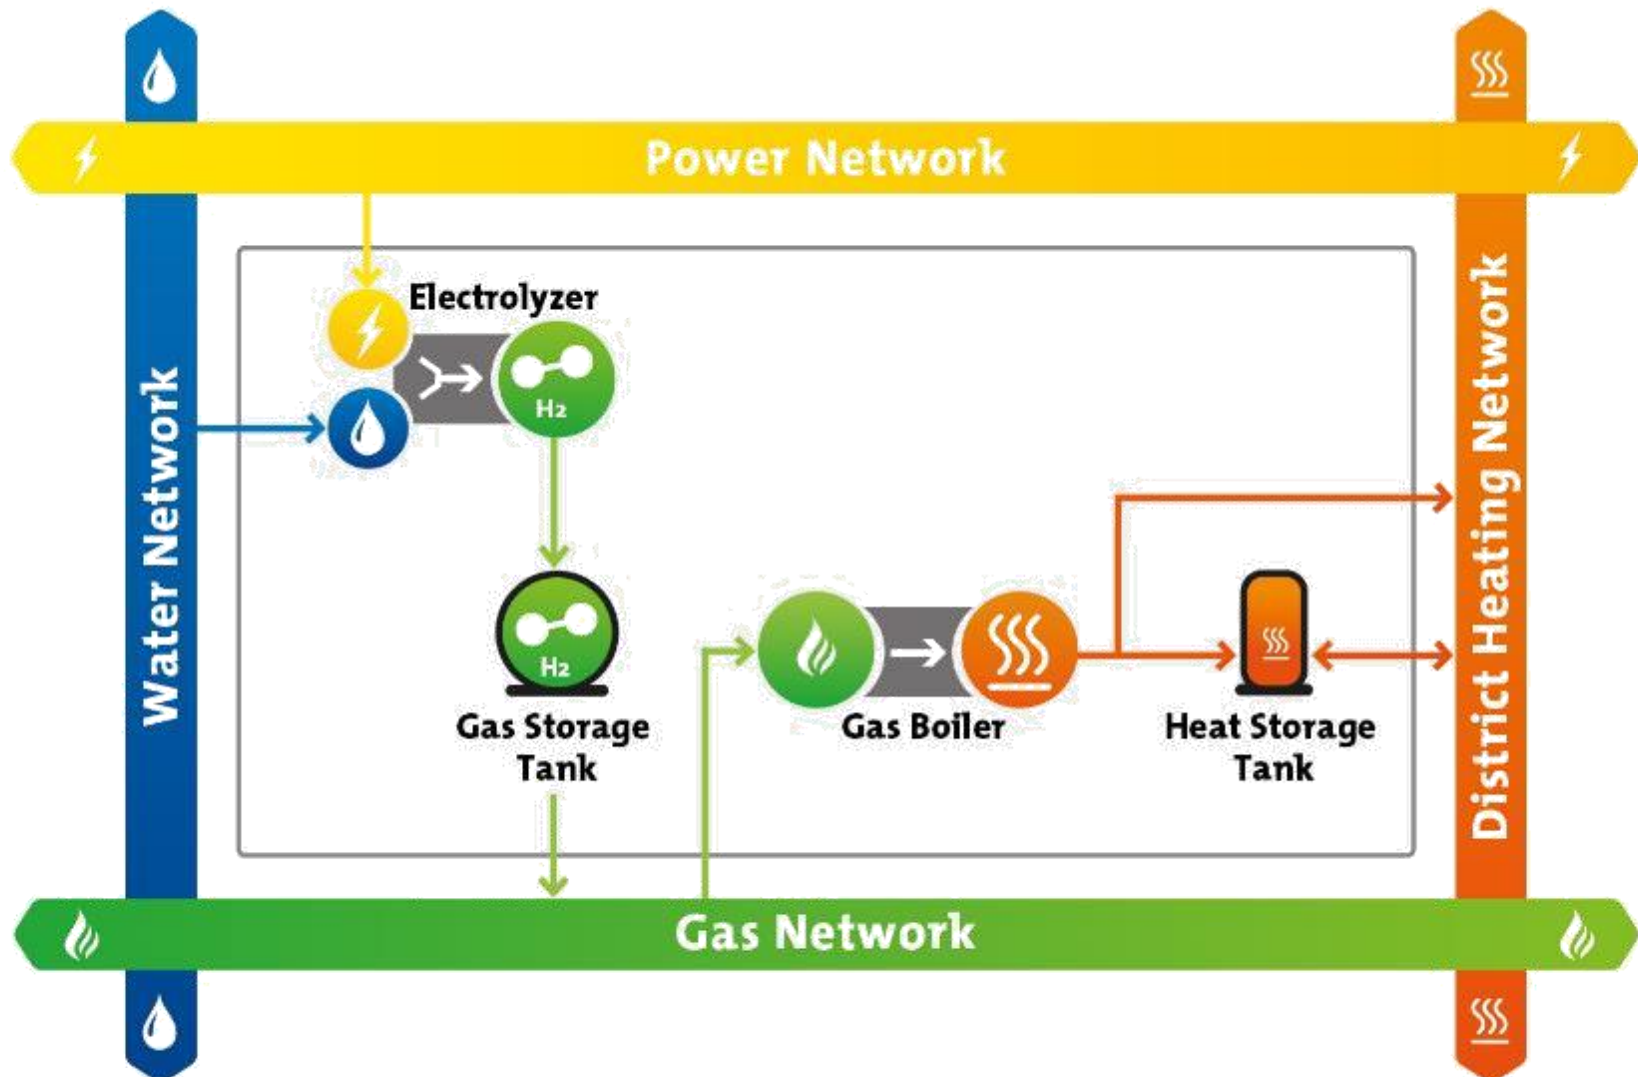 Power Network
Electrolyzer
H2
Water Network
District Heating Network
H2
Gas Storage
Tank
Gas Boiler
Heat Storage
Tank
Gas Network